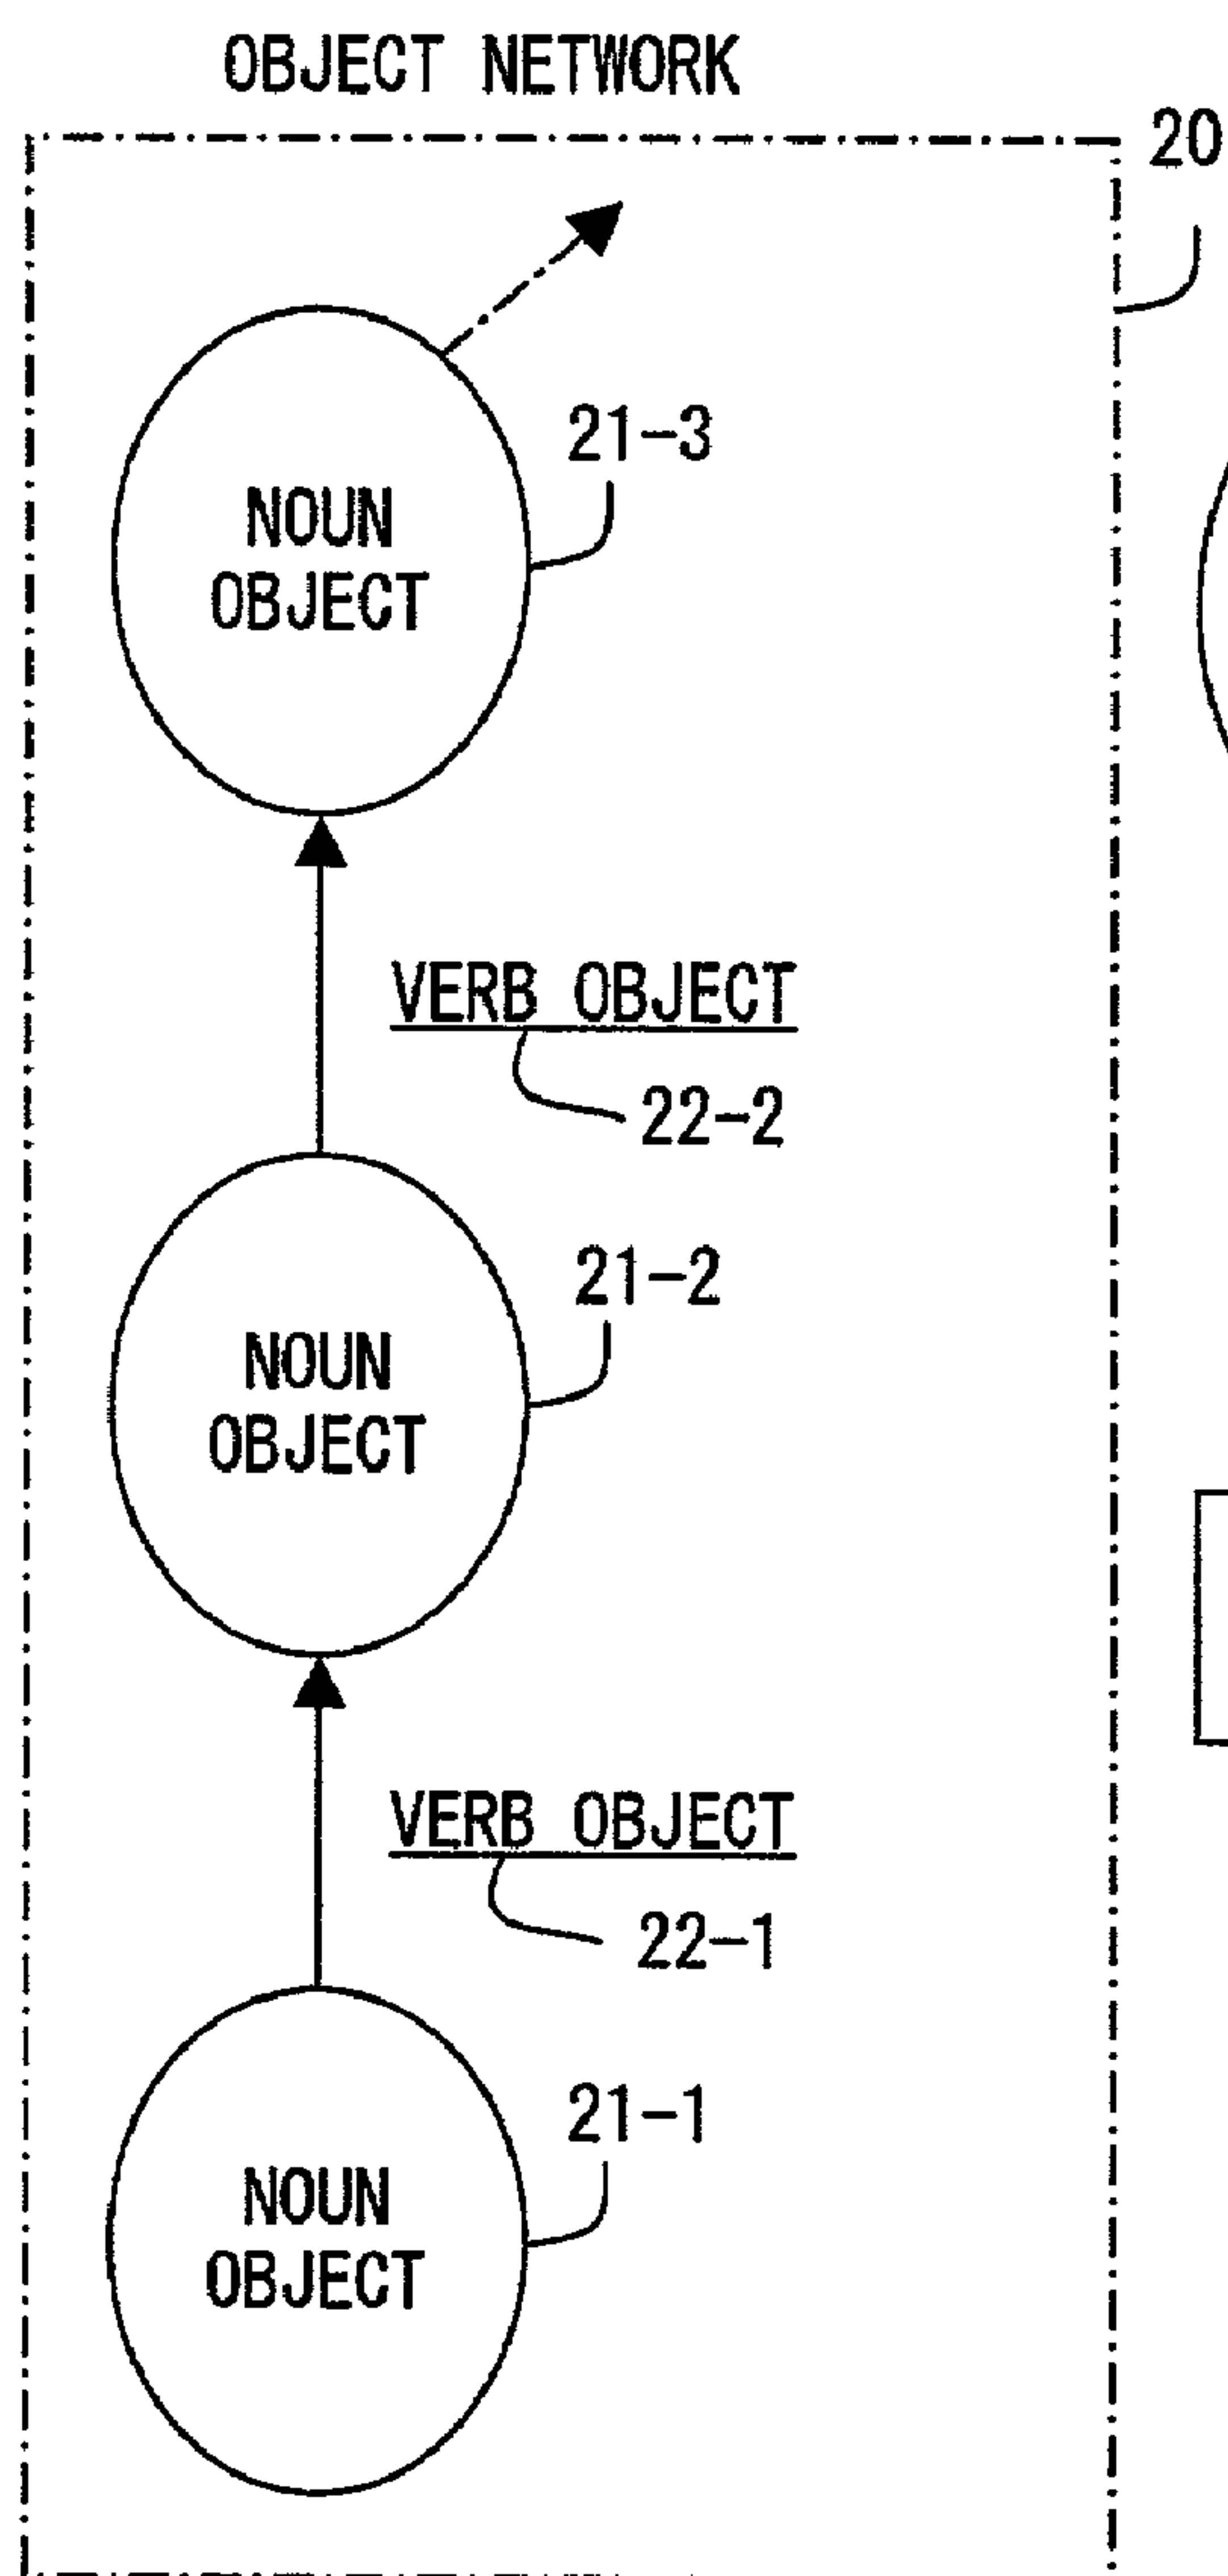 OBJECT NETWORK
20
21-3
NOUN
OBJECT
VERB OBJECT
22-2
21-2
NOUN
OBJECT
VERB OBJECT
22-1
21-1
NOUN
OBJECT